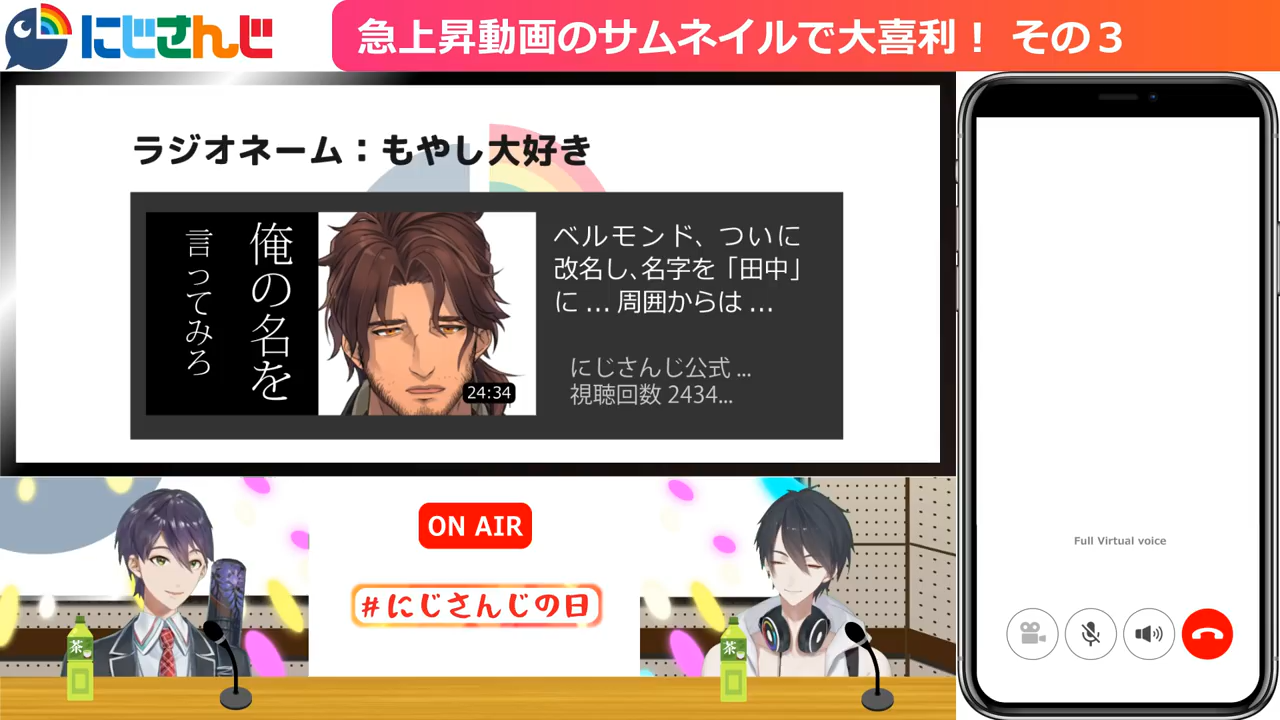 にじさんじ
急上昇動画のサムネイルで大喜利！ その３
ラジオネーム：もやし大好き
俺の名を
言ってみろ
24:34
ベルモンド、ついに
改名し、名字を「田中」
に … 周囲からは …
にじさんじ公式 ...
視聴回数 2434...
ON AIR
#にじさんじの日
茶
茶
Full Virtual voice